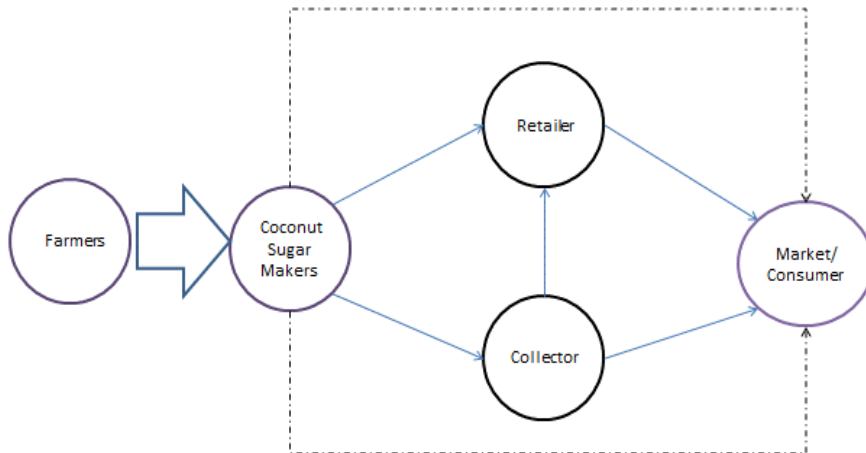 Retailer
Farmers
Coconut
Sugar
Makers
Market/
Consumer
Collector